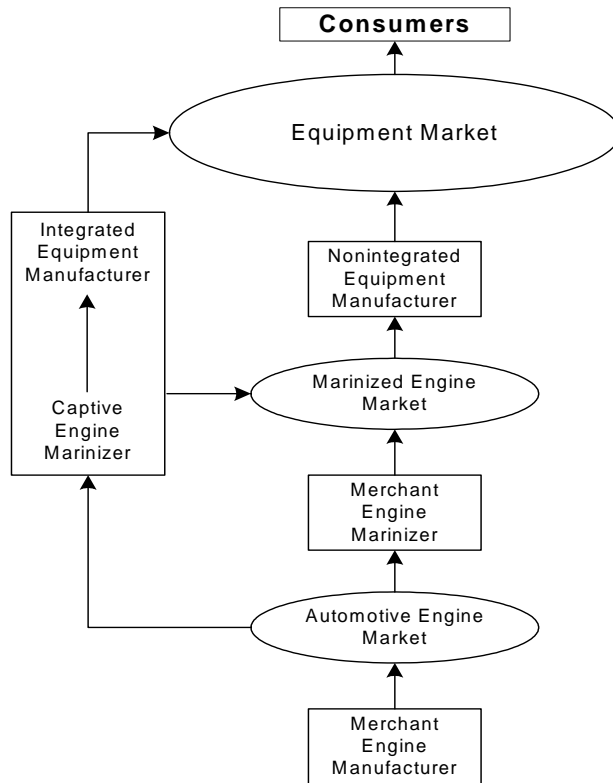 Consumers
Equipment Market
Integrated
Equipment
Manufacturer
Nonintegrated
Equipment
Manufacturer
Captive
Engine
Marinizer
Marinized Engine
Market
Merchant
Engine
Marinizer
Automotive Engine
Market
Merchant
Engine
Manufacturer